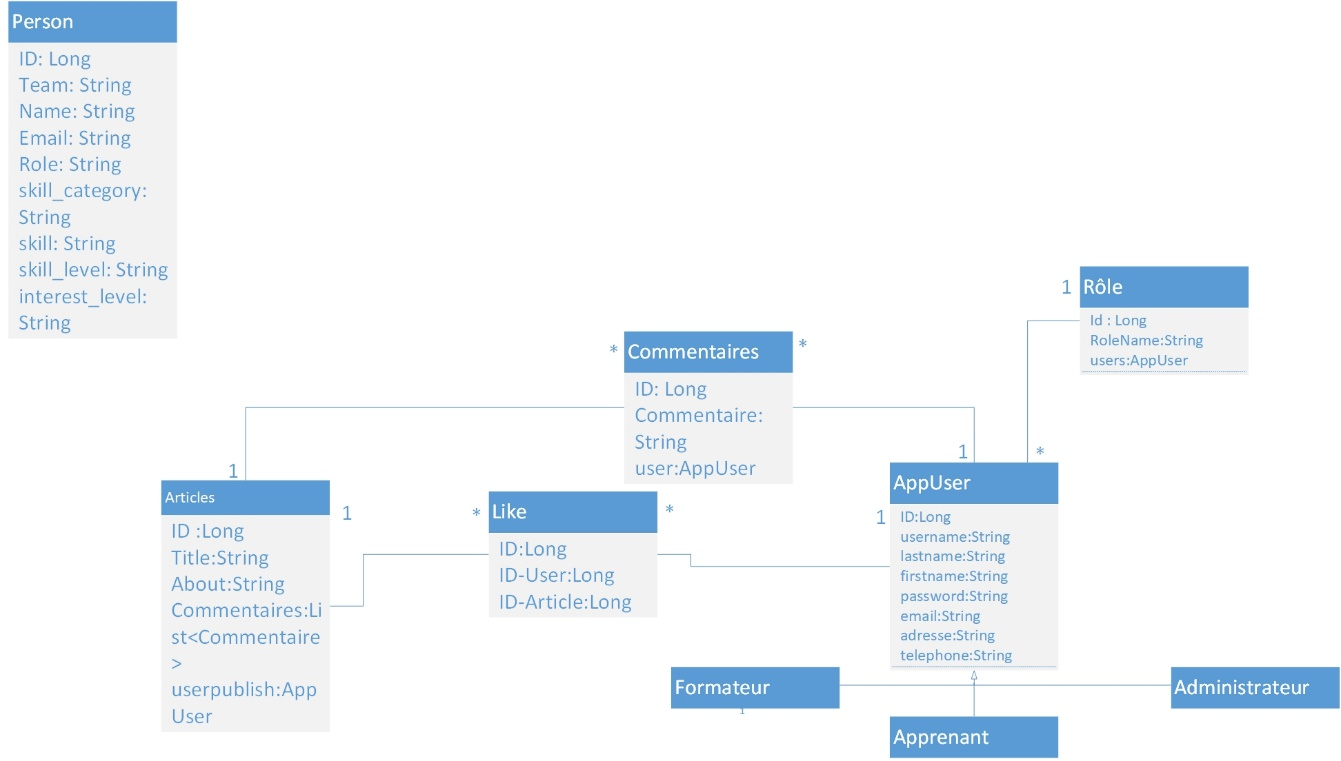 Person
ID: Long
Team: String
Name: String
Email: String
Role: String
skill_category:
String
skill: String
skill_level: String
interest_level:
String
1
Rôle
Id : Long
RoleName:String
users:AppUser
*
Commentaires
*
ID: Long
Commentaire:
String
user:AppUser
1
1
*
Articles
1
ID :Long
Title:String
About:String
Commentaires:Li
st<Commentaire
>
userpublish:App
User
*
Like
*
ID:Long
ID-User:Long
ID-Article:Long
1
AppUser
ID:Long
username:String
lastname:String
firstname:String
password:String
email:String
adresse:String
telephone:String
Formateur
1
Administrateur
Apprenant